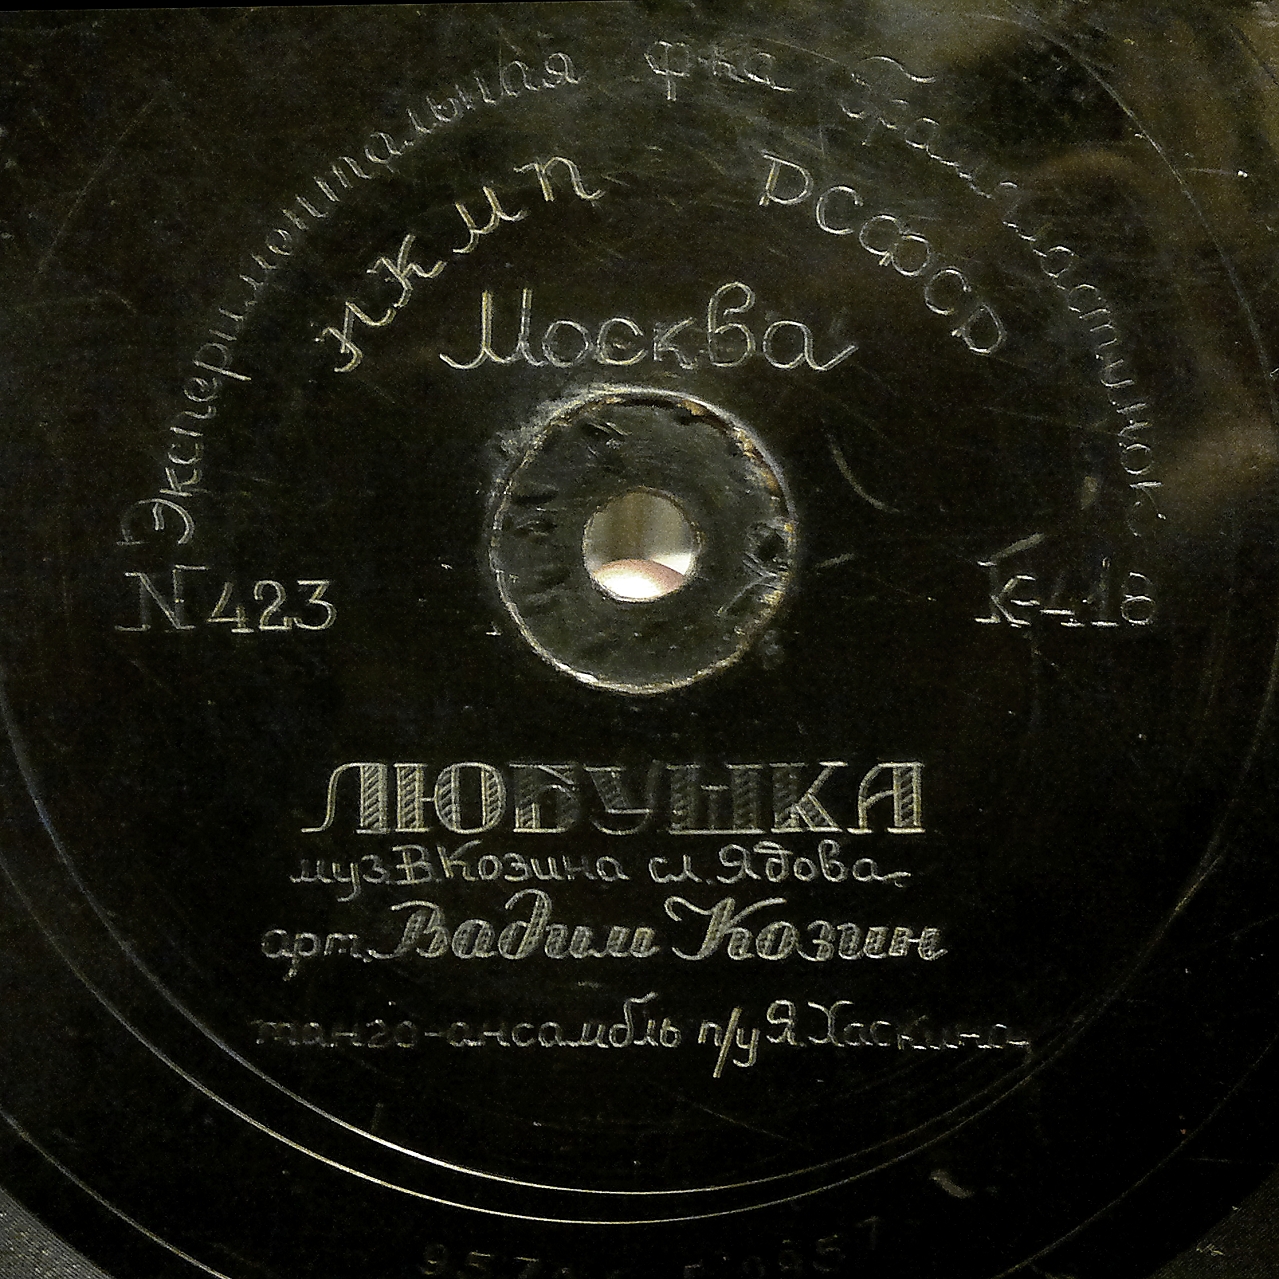 Экспериментальная ф-ка Грампластинок
НКМП РСФСР
Москва
N 423 К-418
ЛЮБУШКА
муз. В. Козина сл. Ядова
арт. Вадим Козин
танго-ансамбль п/у Я. Хаскина